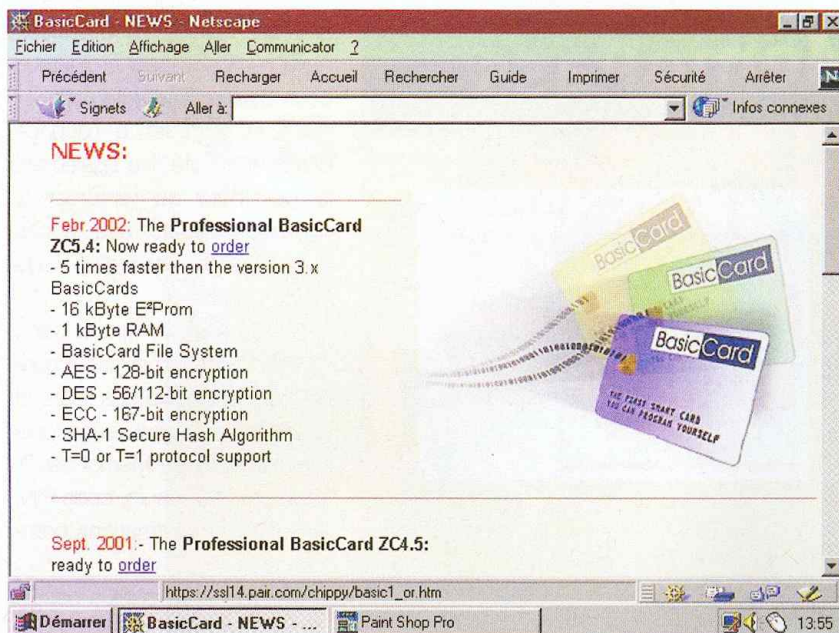 BasicCard - NEWS - Netscape
Fichier Edition Affichage Aller Communicator ?
Précédent Suivant Recharger Accueil Rechercher Guide Imprimer Sécurité Arrêter N
Signets Aller à: Infos connexes
NEWS:
Febr.2002: The Professional BasicCard
ZC5.4: Now ready to order
- 5 times faster then the version 3.x
BasicCards
- 16 kByte E²Prom
- 1 kByte RAM
- BasicCard File System
- AES - 128-bit encryption
- DES - 56/112-bit encryption
- ECC - 167-bit encryption
- SHA-1 Secure Hash Algorithm
- T=0 or T=1 protocol support
BasicCard
BasicCard
BasicCard
THE FIRST SMART CARD
YOU CAN PROGRAM YOURSELF
Sept. 2001:- The Professional BasicCard ZC4.5:
ready to order
https://ssl14.pair.com/chippy/basic1_or.htm
Démarrer BasicCard - NEWS - ... Paint Shop Pro 13:55